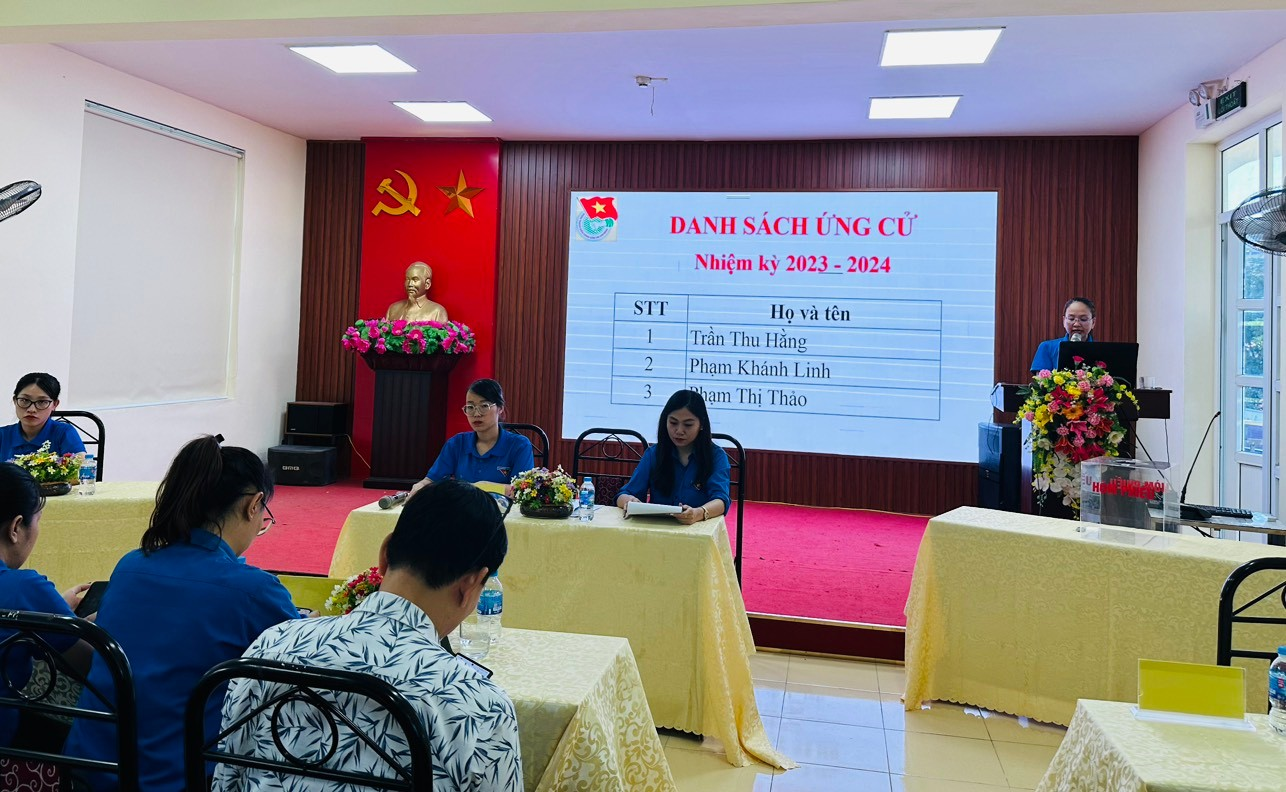 DANH SÁCH ỨNG CỬ
Nhiệm kỳ 2023 - 2024
STT Họ và tên
1 Trần Thu Hằng
2 Phạm Khánh Linh
3 Phạm Thị Thảo
EXIT